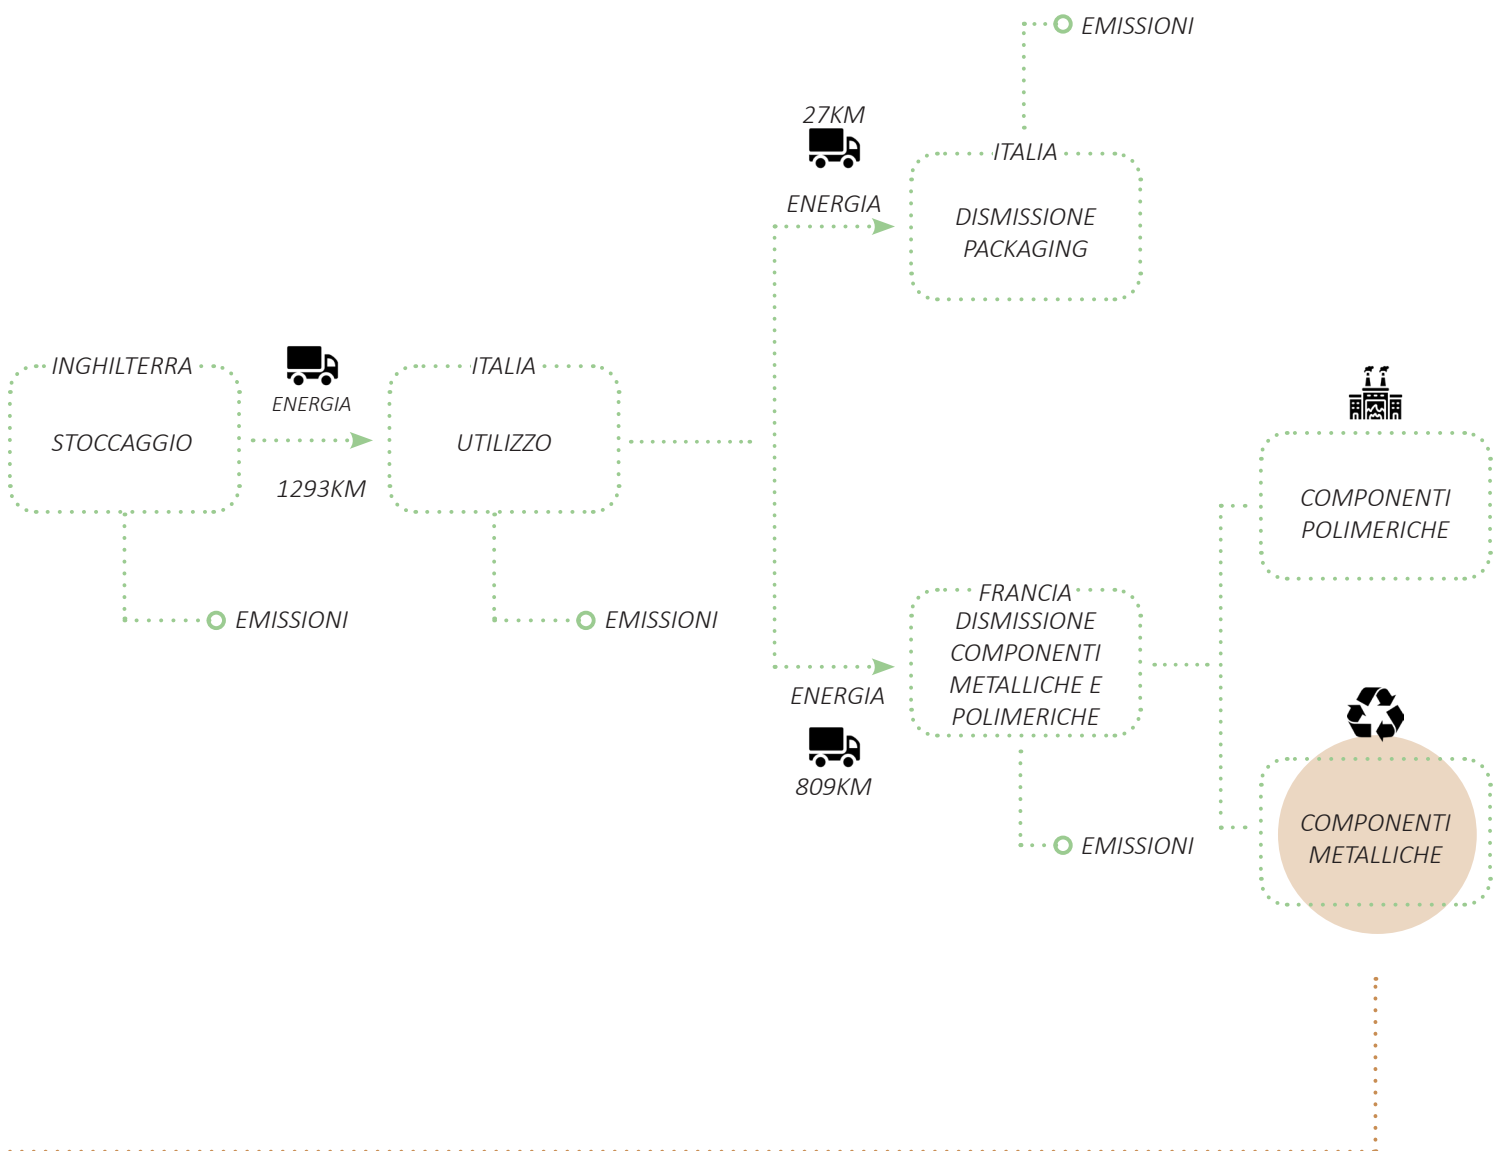 EMISSIONI
27KM
ITALIA
ENERGIA
DISMISSIONE
PACKAGING
INGHILTERRA
STOCCAGGIO
ENERGIA
1293KM
ITALIA
UTILIZZO
EMISSIONI
EMISSIONI
FRANCIA
DISMISSIONE
COMPONENTI
METALLICHE E
POLIMERICHE
ENERGIA
809KM
EMISSIONI
COMPONENTI
POLIMERICHE
COMPONENTI
METALLICHE